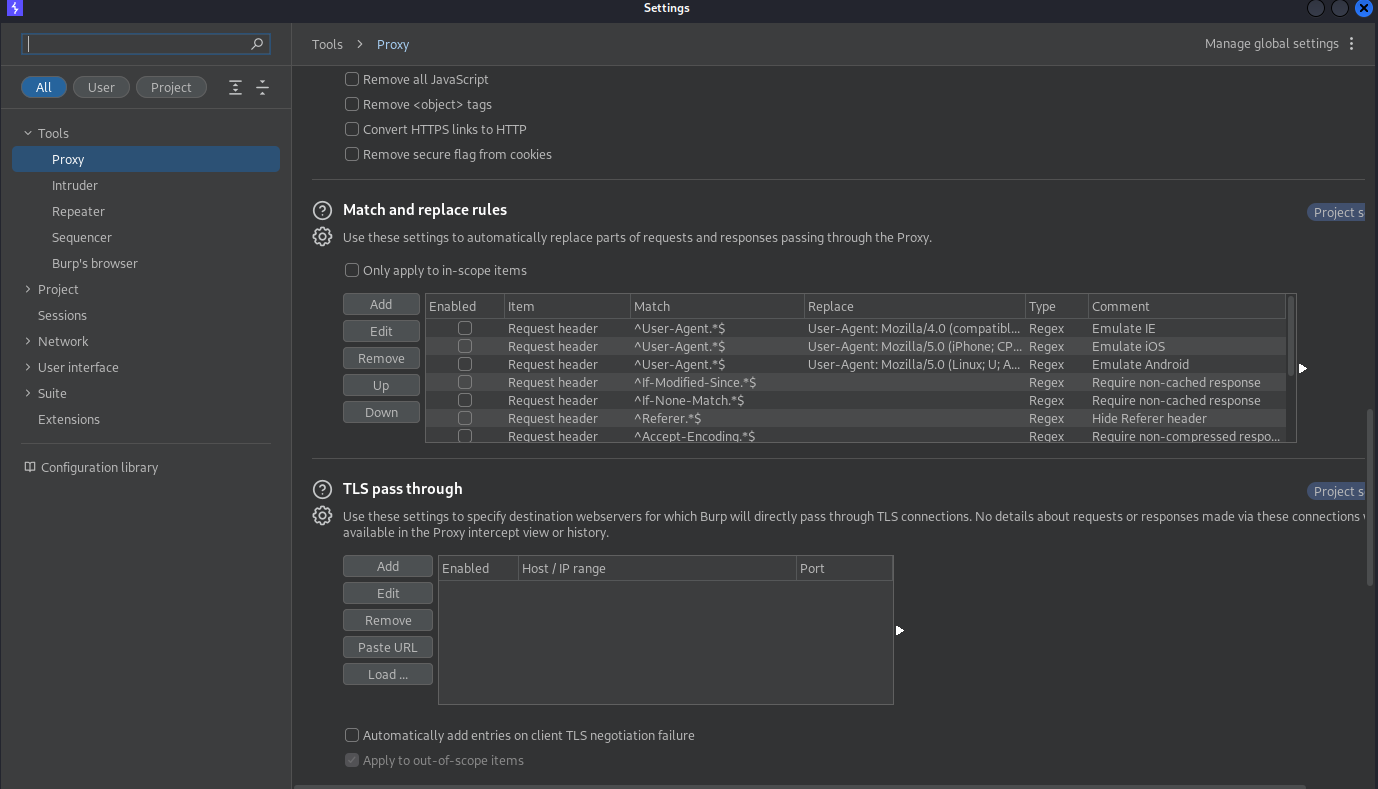 Settings
Tools > Proxy
Manage global settings
All User Project
Tools
Proxy
Intruder
Repeater
Sequencer
Burp's browser
Project
Sessions
Network
User interface
Suite
Extensions
Configuration library
Remove all JavaScript
Remove <object> tags
Convert HTTPS links to HTTP
Remove secure flag from cookies
Match and replace rules
Project s
Use these settings to automatically replace parts of requests and responses passing through the Proxy.
Only apply to in-scope items
Add
Edit
Remove
Up
Down
Enabled Item Match Replace Type Comment
Request header ^User-Agent.*$ User-Agent: Mozilla/4.0 (compatibl... Regex Emulate IE
Request header ^User-Agent.*$ User-Agent: Mozilla/5.0 (iPhone; CP... Regex Emulate iOS
Request header ^User-Agent.*$ User-Agent: Mozilla/5.0 (Linux; U; A... Regex Emulate Android
Request header ^If-Modified-Since.*$ Regex Require non-cached response
Request header ^If-None-Match.*$ Regex Require non-cached response
Request header ^Referer.*$ Regex Hide Referer header
Request header ^Accept-Encoding.*$ Regex Require non-compressed respo...
TLS pass through
Project s
Use these settings to specify destination webservers for which Burp will directly pass through TLS connections. No details about requests or responses made via these connections
available in the Proxy intercept view or history.
Add
Edit
Remove
Paste URL
Load ...
Enabled Host / IP range Port
Automatically add entries on client TLS negotiation failure
Apply to out-of-scope items